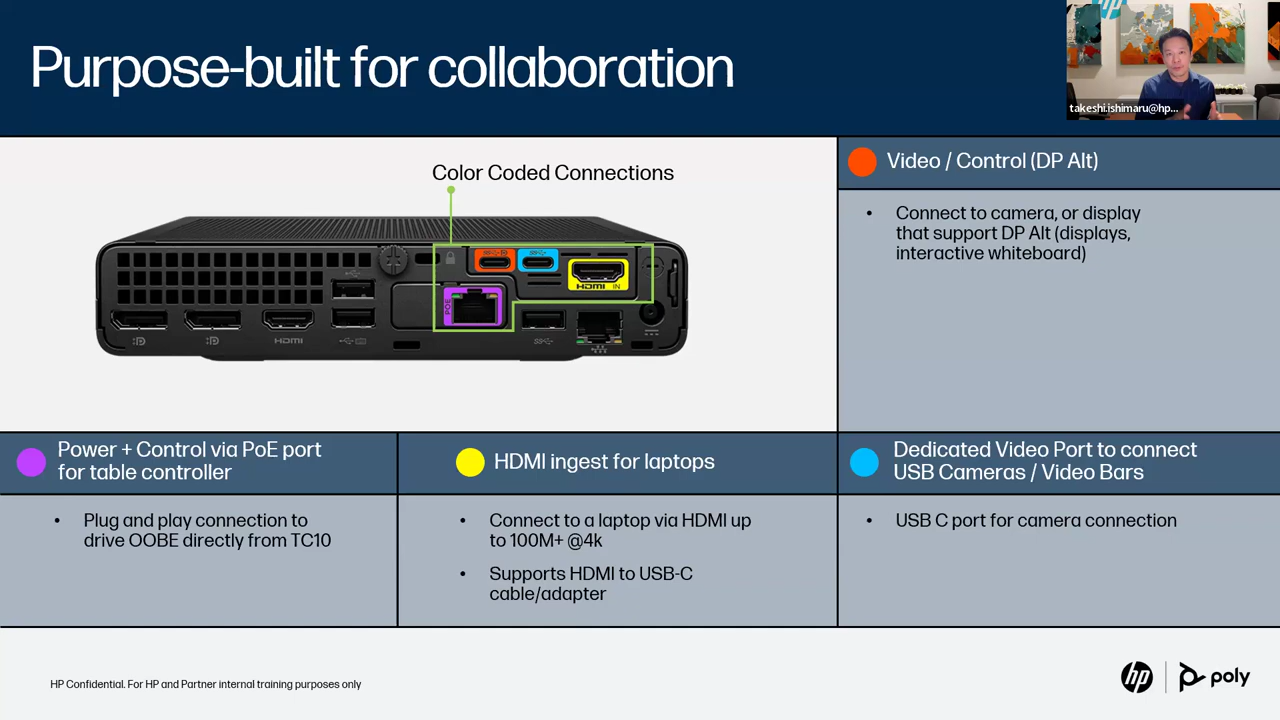 Purpose-built for collaboration
hp
takeshi.ishimaru@hp...
Color Coded Connections
HDMI
IN
POE
HDMI
Video / Control (DP Alt)
• Connect to camera, or display
that support DP Alt (displays,
interactive whiteboard)
Power + Control via PoE port
for table controller
• Plug and play connection to
drive OOBE directly from TC10
HDMI ingest for laptops
• Connect to a laptop via HDMI up
to 100M+ @4k
• Supports HDMI to USB-C
cable/adapter
Dedicated Video Port to connect
USB Cameras / Video Bars
• USB C port for camera connection
HP Confidential. For HP and Partner internal training purposes only
hp
poly